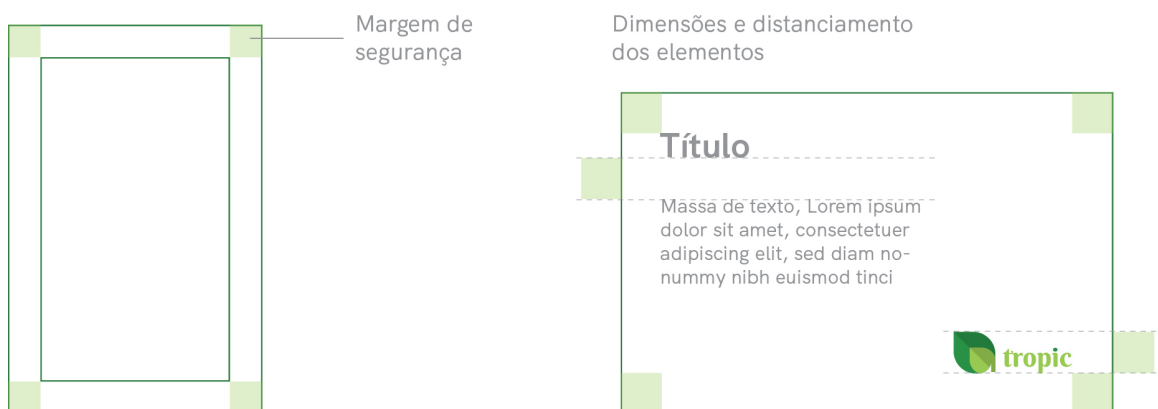 Margem de
segurança
Dimensões e distanciamento
dos elementos
Título
Massa de texto, Lorem ipsum
dolor sit amet, consectetuer
adipiscing elit, sed diam no-
nummy nibh euismod tinci
tropic